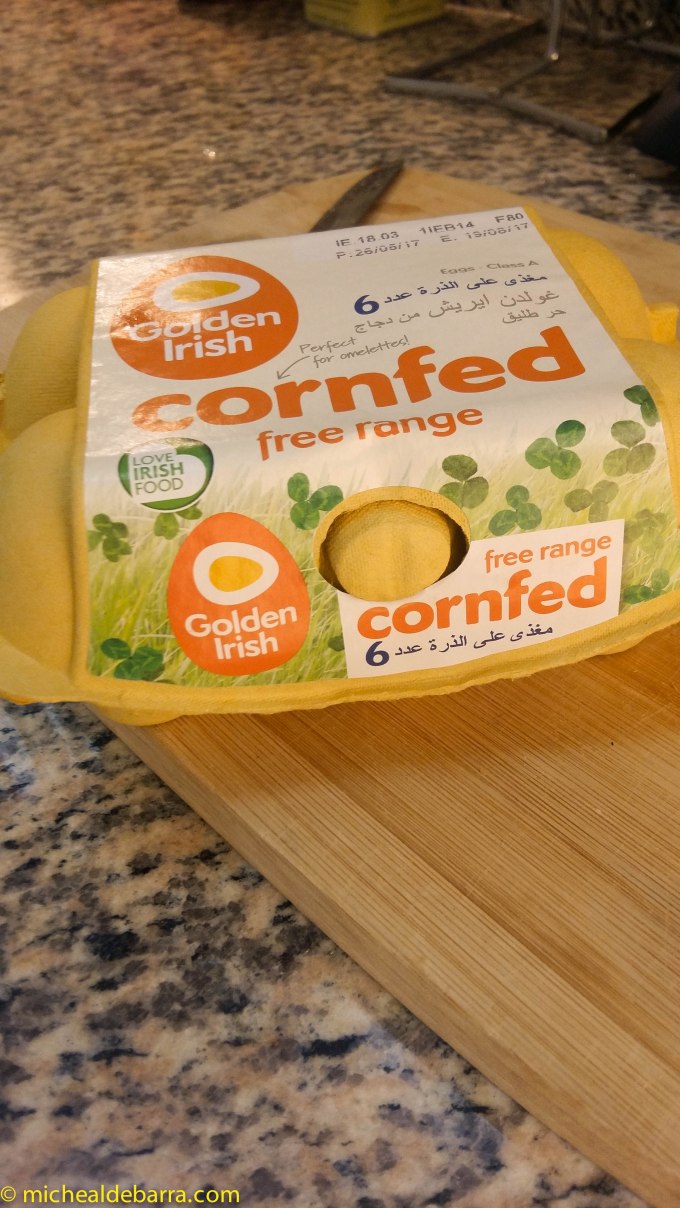 IE 18 03 1IEB14 F80
P:26/05/17 E: 19/06/17
Eggs - Class A
مغذى على الذرة عدد 6
غولدن ايريش من دجاج
حر طليق
Golden
Irish
Perfect
for omelettes!
cornfed
free range
LOVE
IRISH
FOOD
Golden
Irish
free range
cornfed
مغذى على الذرة عدد 6
© michealdebarra.com